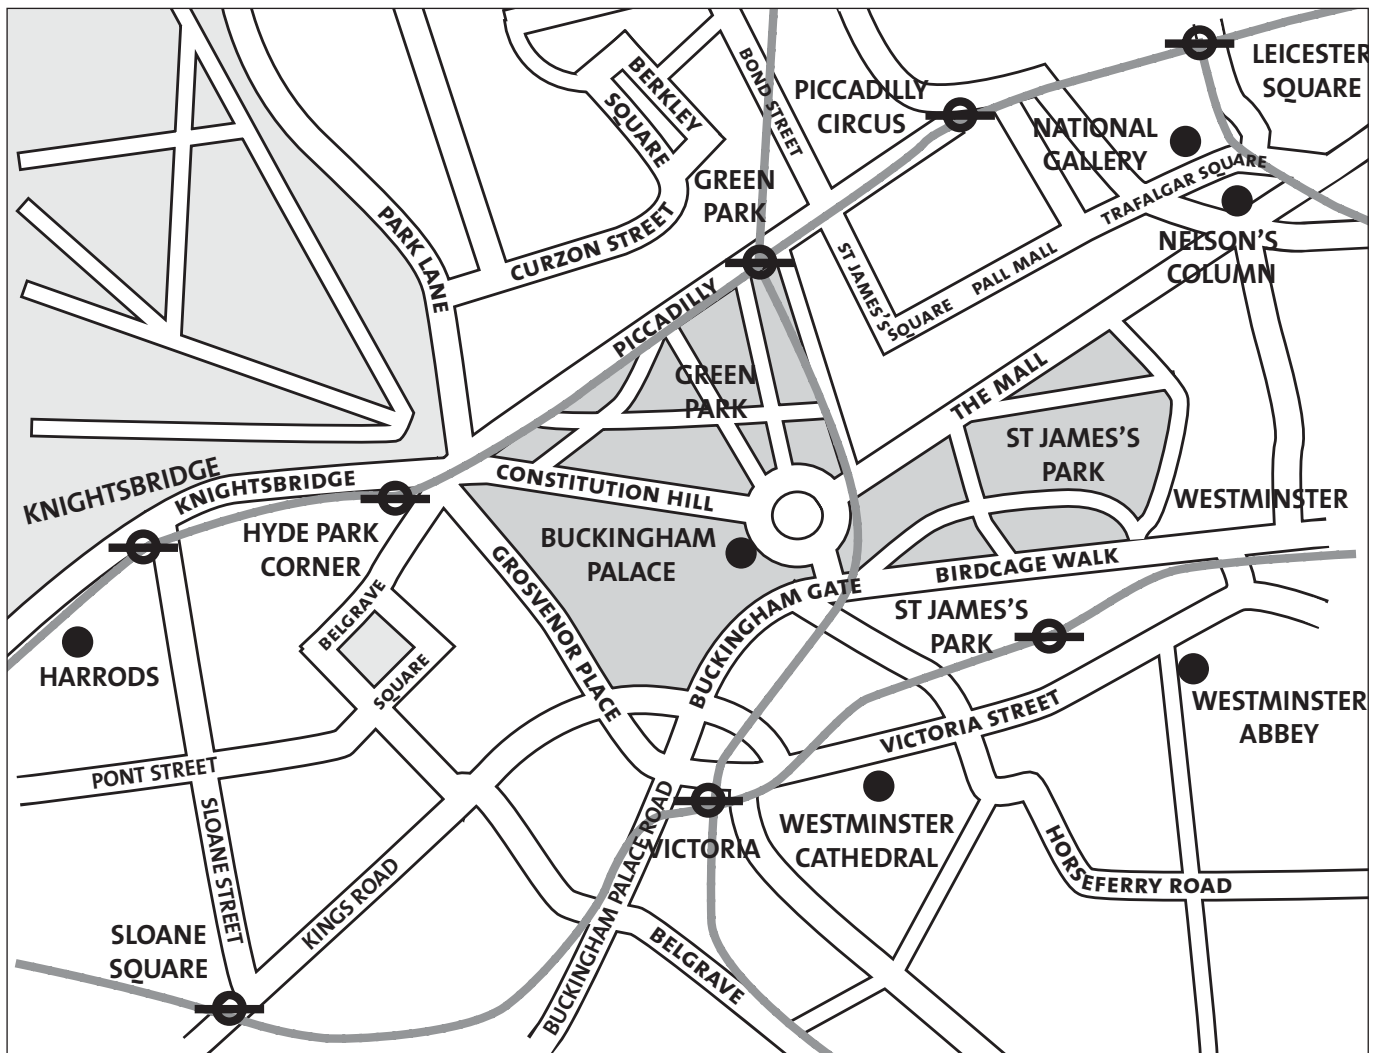 LEICESTER
SQUARE
BERKLEY
SQUARE
BOND STREET
PICCADILLY
CIRCUS
NATIONAL
GALLERY
TRAFALGAR SQUARE
GREEN
PARK
PARK LANE
CURZON STREET
NELSON'S
COLUMN
ST JAMES'S
SQUARE
PALL MALL
PICCADILLY
GREEN
PARK
THE MALL
ST JAMES'S
PARK
KNIGHTSBRIDGE
KNIGHTSBRIDGE
CONSTITUTION HILL
WESTMINSTER
HYDE PARK
CORNER
BUCKINGHAM
PALACE
BIRDCAGE WALK
GROSVENOR PLACE
BUCKINGHAM GATE
BELGRAVE
SQUARE
ST JAMES'S
PARK
HARRODS
WESTMINSTER
ABBEY
VICTORIA STREET
PONT STREET
SLOANE STREET
KINGS ROAD
BUCKINGHAM PALACE ROAD
VICTORIA
WESTMINSTER
CATHEDRAL
HORSEFERRY ROAD
SLOANE
SQUARE
BELGRAVE